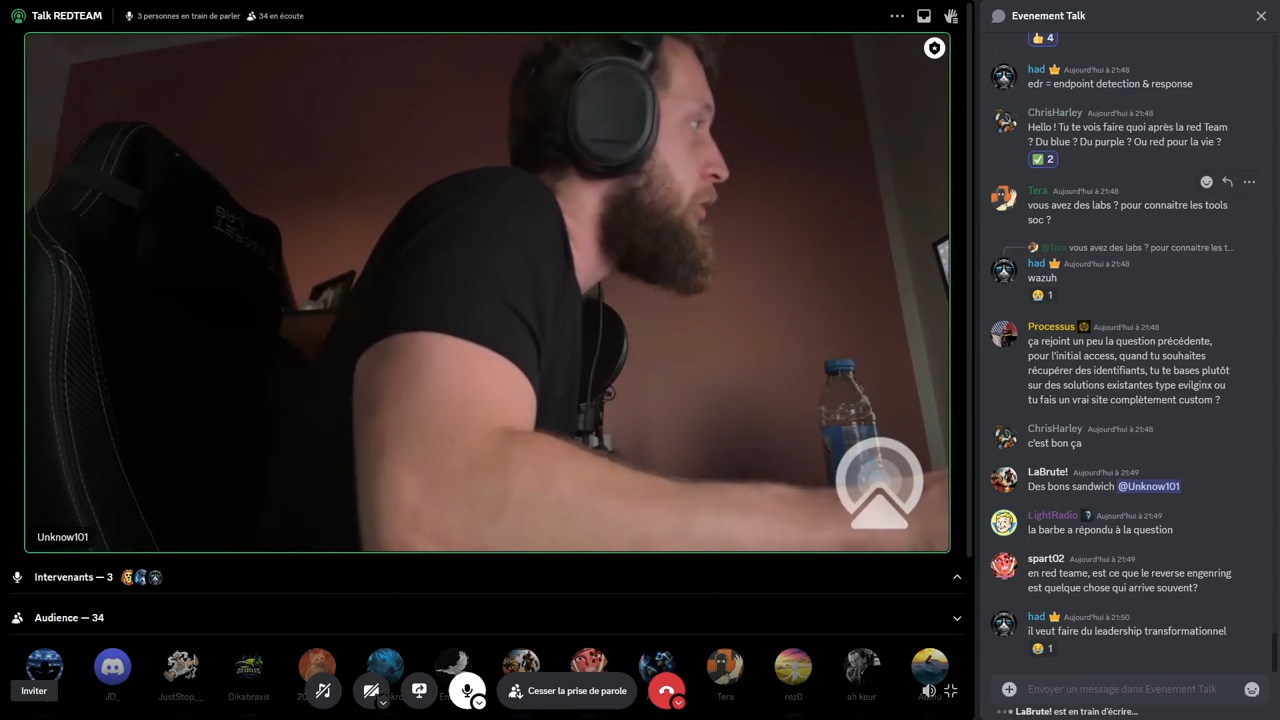 Talk REDTEAM
3 personnes en train de parler
34 en écoute
Unknow101
Intervenants — 3
Audience — 34
JD_
JustStop_
Dikabraxis
Tera
rez0
ah keur
Inviter
Cesser la prise de parole
Evenement Talk
4
had Aujourd'hui à 21:48
edr = endpoint detection & response
ChrisHarley Aujourd'hui à 21:48
Hello ! Tu te vois faire quoi après la red Team
? Du blue ? Du purple ? Ou red pour la vie ?
2
Tera Aujourd'hui à 21:48
vous avez des labs ? pour connaitre les tools
soc ?
@Tera vous avez des labs ? pour connaitre les t...
had Aujourd'hui à 21:48
wazuh
1
Processus Aujourd'hui à 21:48
ça rejoint un peu la question précédente,
pour l'initial access, quand tu souhaites
récupérer des identifiants, tu te bases plutôt
sur des solutions existantes type evilginx ou
tu fais un vrai site complètement custom ?
ChrisHarley Aujourd'hui à 21:48
c'est bon ça
LaBrute! Aujourd'hui à 21:49
Des bons sandwich @Unknow101
LightRadio Aujourd'hui à 21:49
la barbe a répondu à la question
spart02 Aujourd'hui à 21:49
en red teame, est ce que le reverse engenring
est quelque chose qui arrive souvent?
had Aujourd'hui à 21:50
il veut faire du leadership transformationnel
1
Envoyer un message dans Evenement Talk
LaBrute! est en train d'écrire...